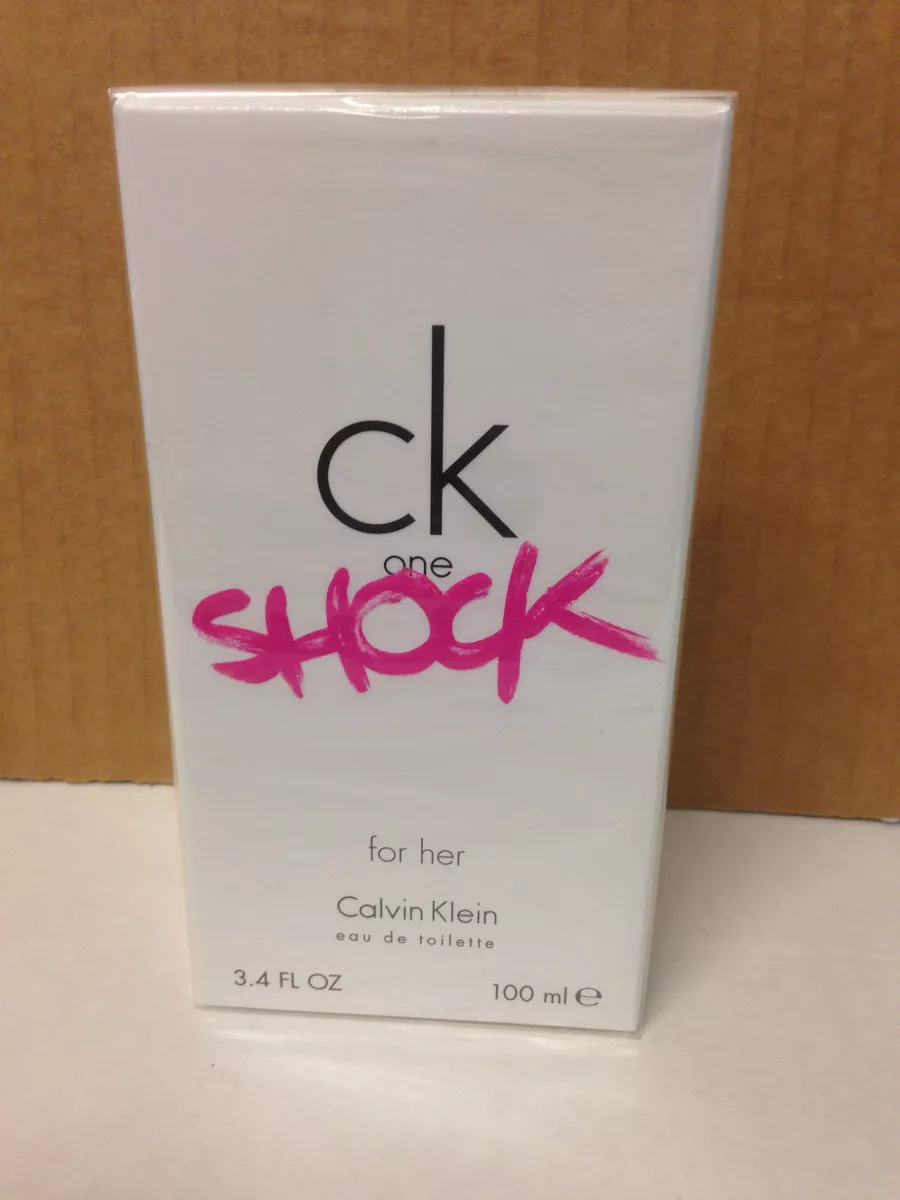 ck
one
SHOCK
for her
Calvin Klein
eau de toilette
3.4 FL OZ 100 ml ℮